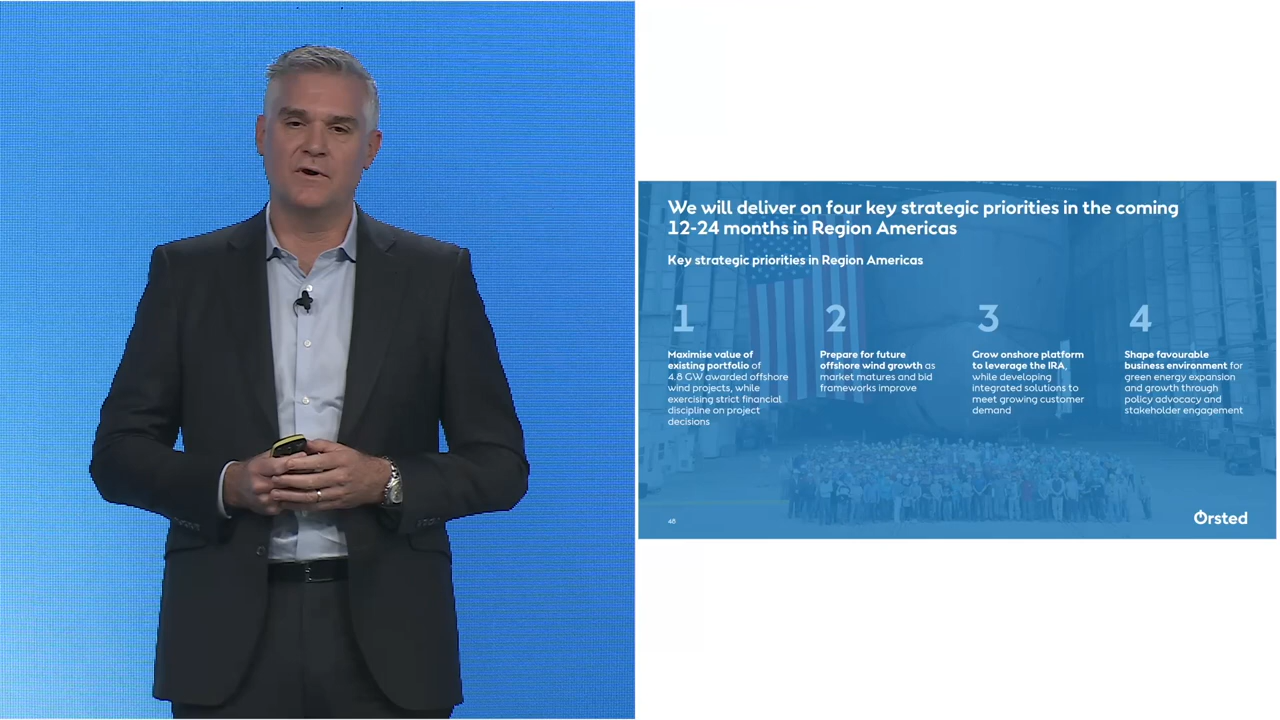 We will deliver on four key strategic priorities in the coming
12-24 months in Region Americas
Key strategic priorities in Region Americas
1
Maximise value of
existing portfolio of
4.8 GW awarded offshore
wind projects, while
exercising strict financial
discipline on project
decisions
2
Prepare for future
offshore wind growth as
market matures and bid
frameworks improve
3
Grow onshore platform
to leverage the IRA,
while developing
integrated solutions to
meet growing customer
demand
4
Shape favourable
business environment for
green energy expansion
and growth through
policy advocacy and
stakeholder engagement
48
Ørsted